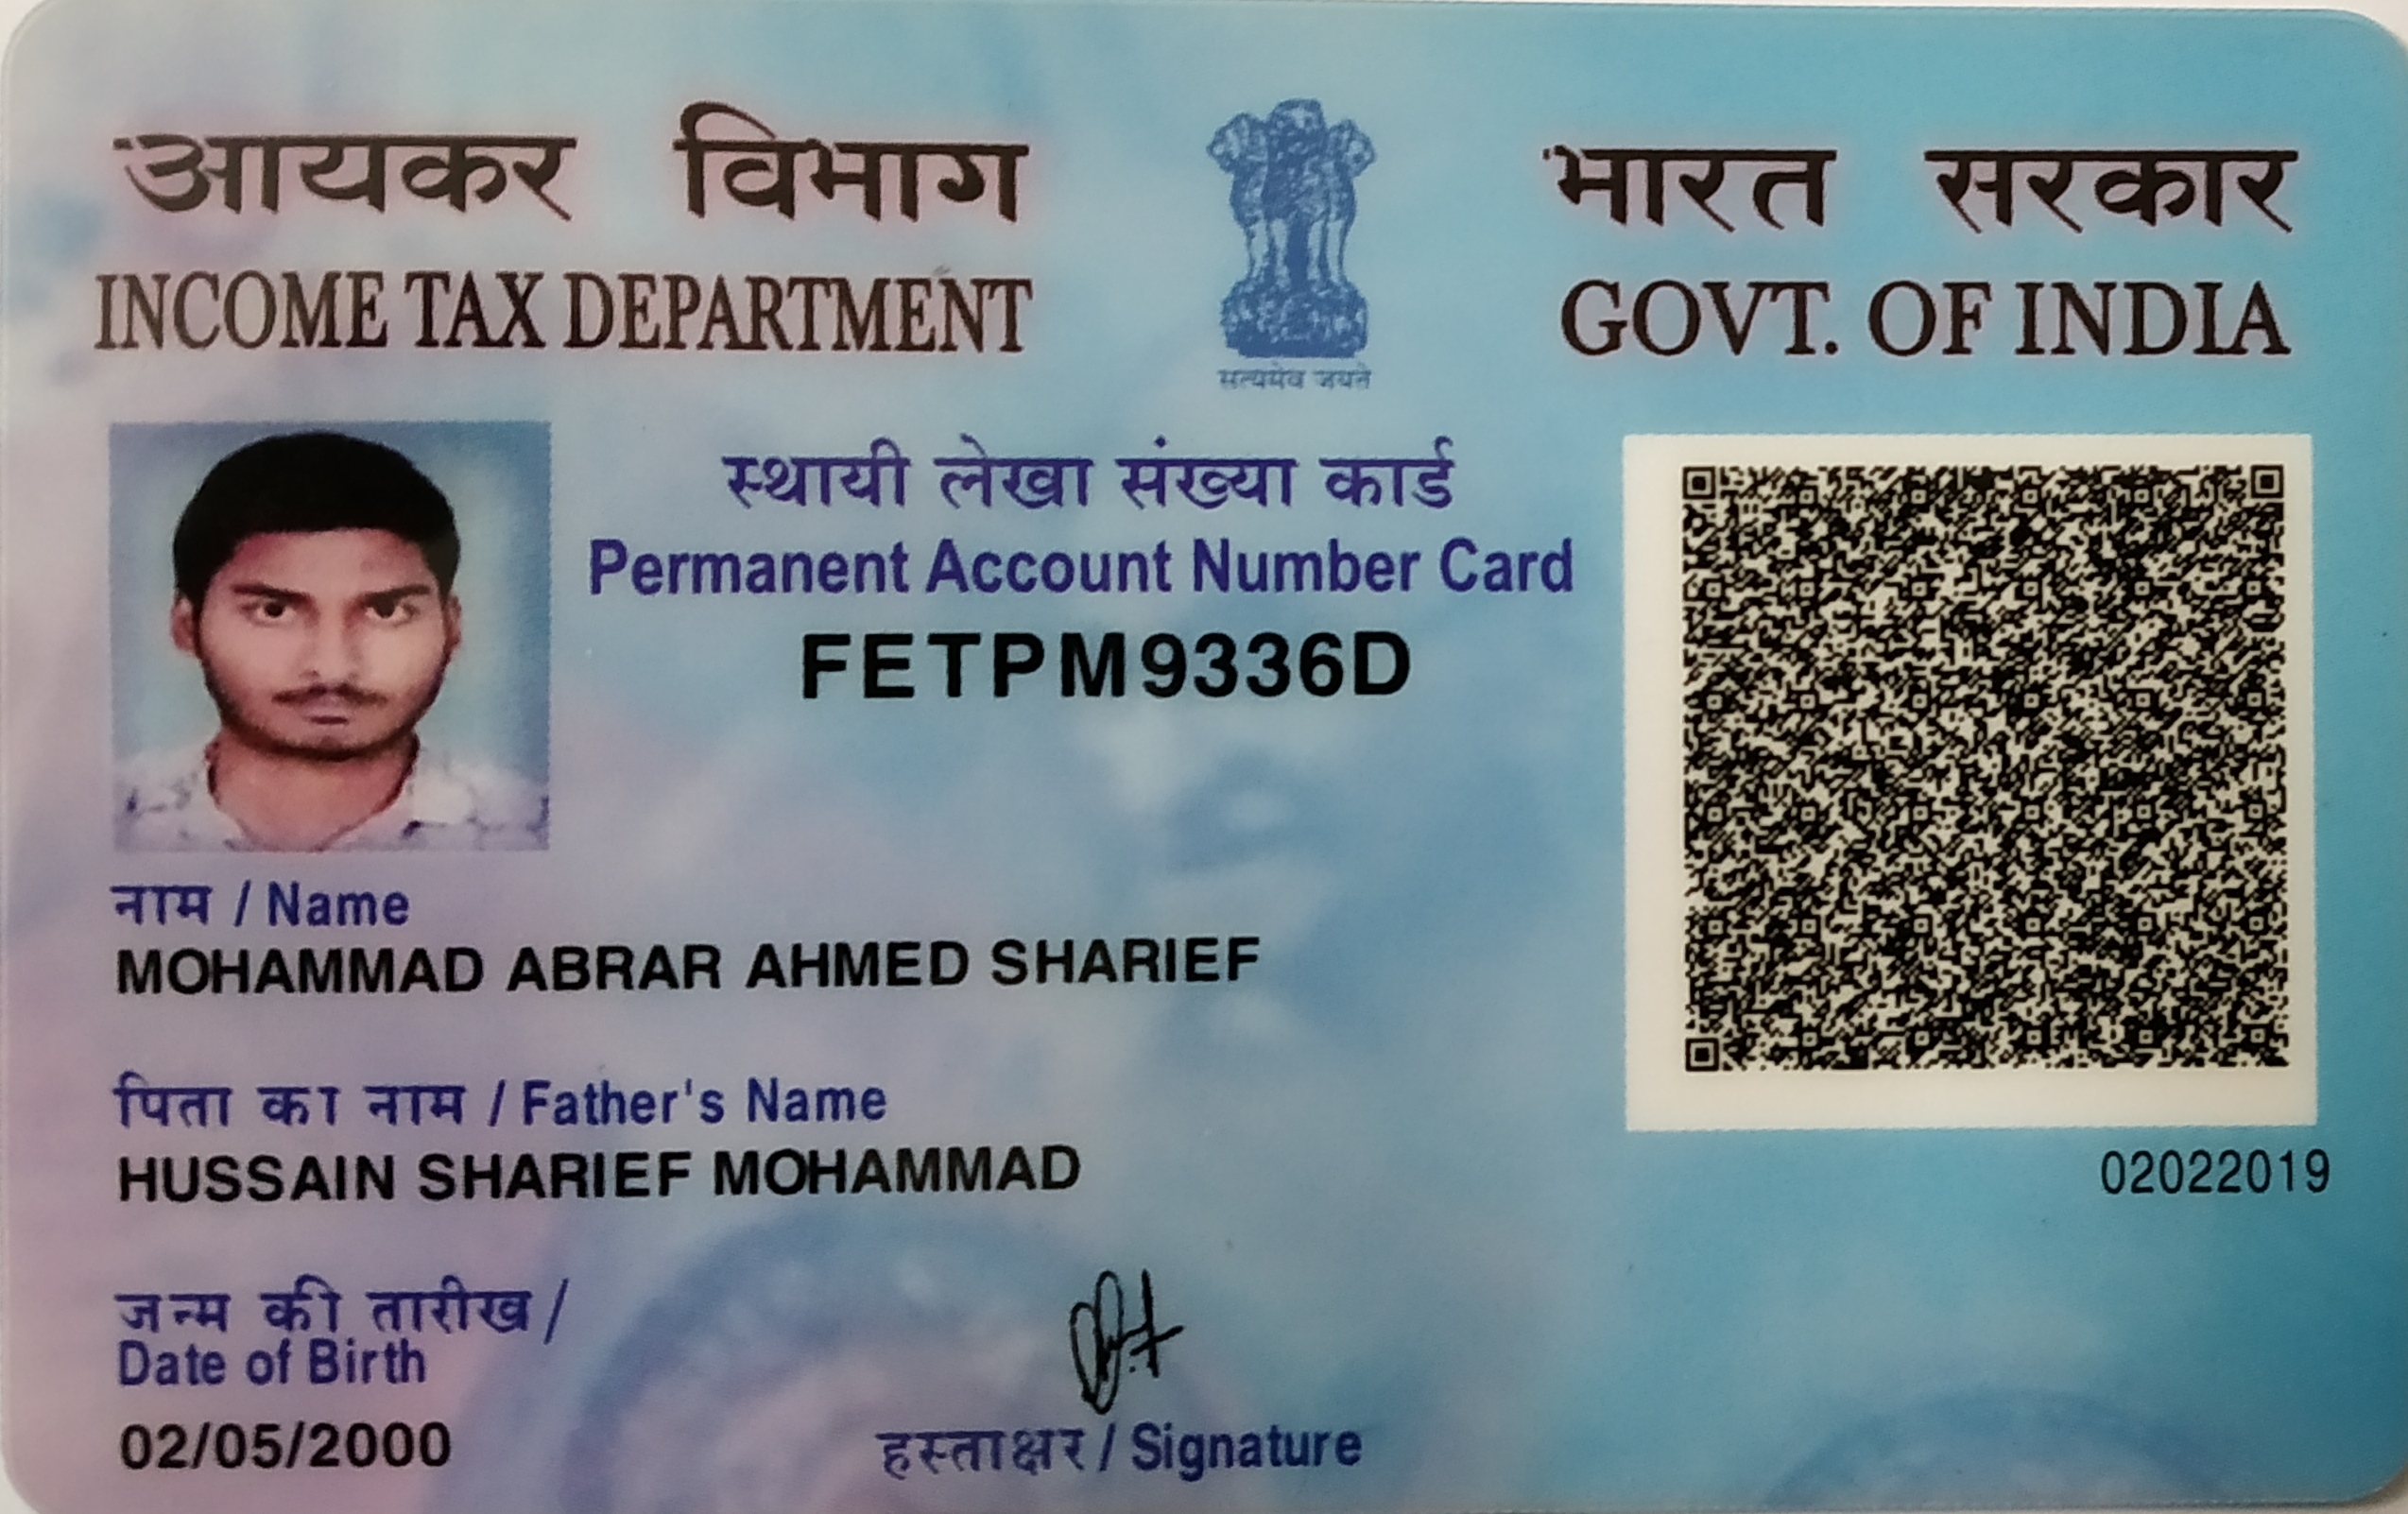 आयकर विभाग
INCOME TAX DEPARTMENT
सत्यमेव जयते
भारत सरकार
GOVT. OF INDIA
स्थायी लेखा संख्या कार्ड
Permanent Account Number Card
FETPM9336D
नाम / Name
MOHAMMAD ABRAR AHMED SHARIEF
पिता का नाम / Father's Name
HUSSAIN SHARIEF MOHAMMAD
02022019
जन्म की तारीख /
Date of Birth
02/05/2000
हस्ताक्षर / Signature